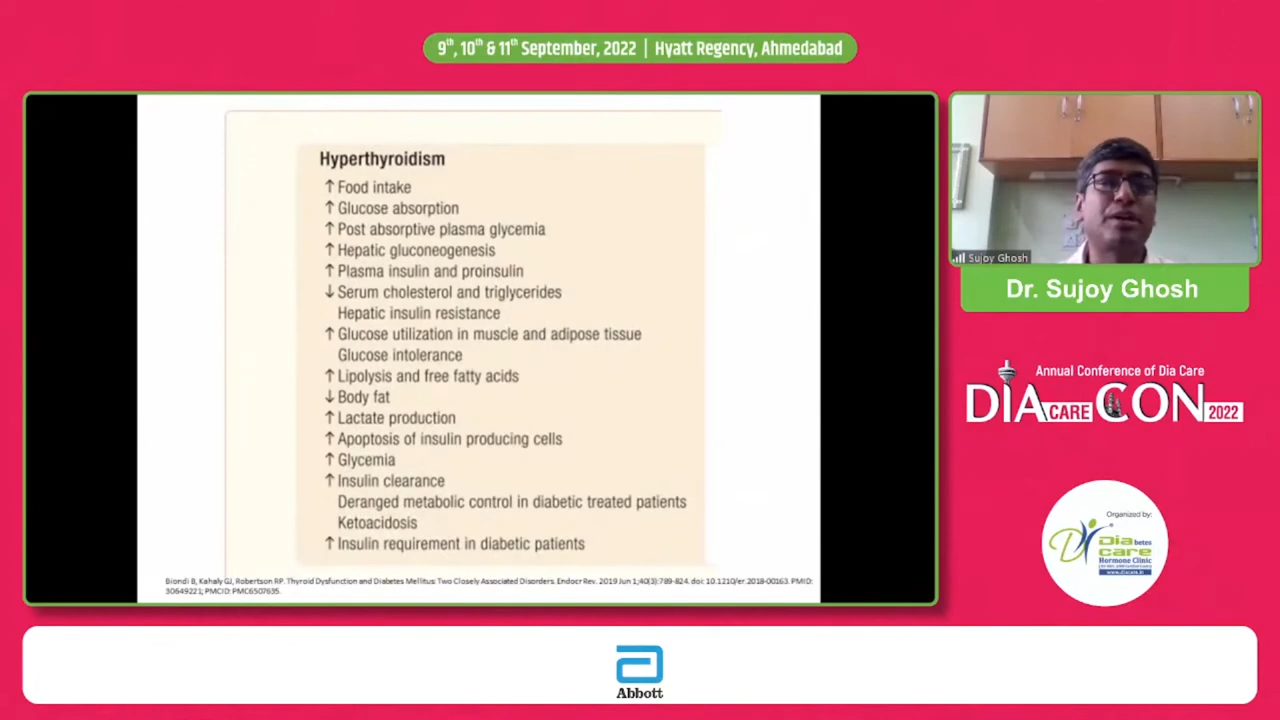 9th, 10th & 11th September, 2022 | Hyatt Regency, Ahmedabad
Hyperthyroidism
↑ Food intake
↑ Glucose absorption
↑ Post absorptive plasma glycemia
↑ Hepatic gluconeogenesis
↑ Plasma insulin and proinsulin
↓ Serum cholesterol and triglycerides
Hepatic insulin resistance
↑ Glucose utilization in muscle and adipose tissue
Glucose intolerance
↑ Lipolysis and free fatty acids
↓ Body fat
↑ Lactate production
↑ Apoptosis of insulin producing cells
↑ Glycemia
↑ Insulin clearance
Deranged metabolic control in diabetic treated patients
Ketoacidosis
↑ Insulin requirement in diabetic patients
Biondi B, Kahaly GJ, Robertson RP. Thyroid Dysfunction and Diabetes Mellitus: Two Closely Associated Disorders. Endocr Rev. 2019 Jun 1;40(3):789-824. doi: 10.1210/er.2018-00163. PMID:
30649221; PMCID: PMC6507635.
Sujoy Ghosh
Dr. Sujoy Ghosh
Annual Conference of Dia Care
DIACARE CON 2022
Organized by:
Diabetes
care
Hormone Clinic
www.diacare.in
Abbott